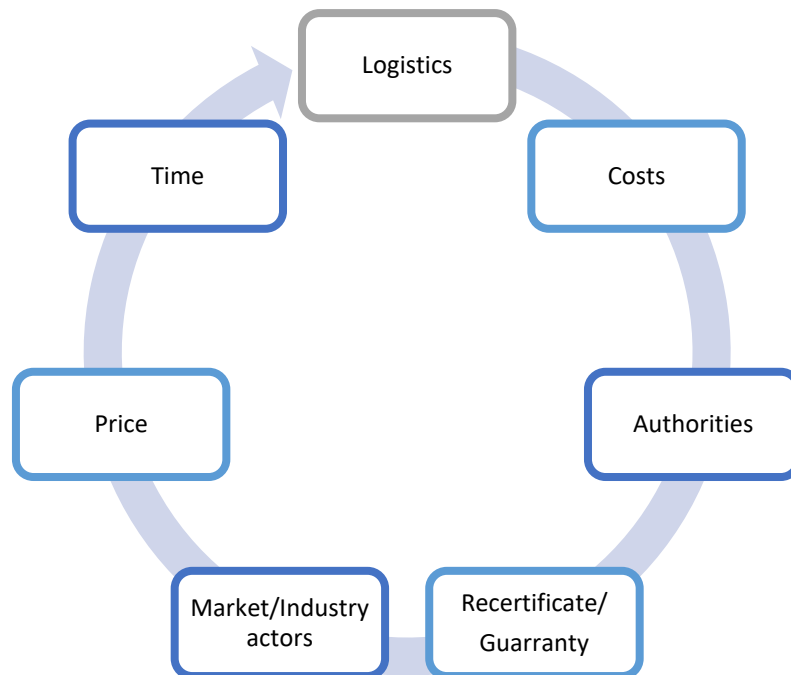 Logistics
Costs
Authorities
Recertificate/
Guarranty
Market/Industry
actors
Price
Time